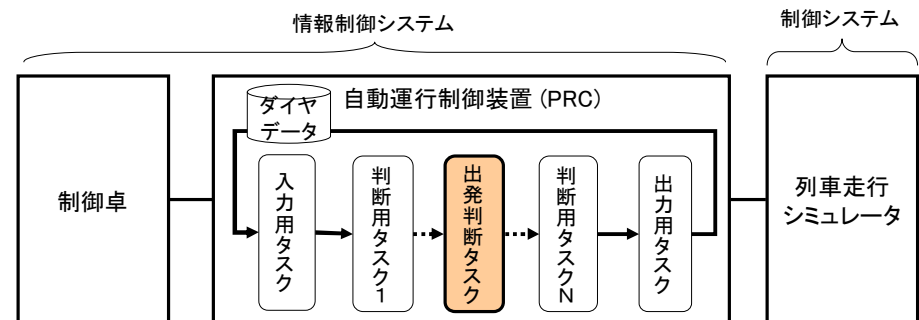 情報制御システム
制御システム
自動運行制御装置 (PRC)
ダイヤ
データ
制御卓
入力用タスク
判断用タスク1
出発判断タスク
判断用タスクN
出力用タスク
列車走行
シミュレータ